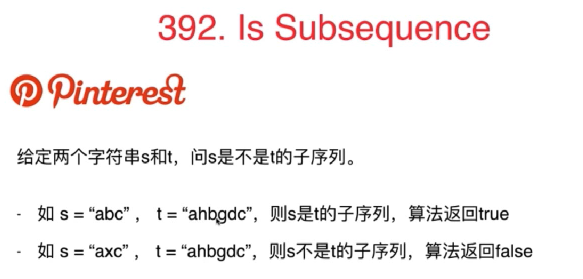 392. Is Subsequence
Pinterest
给定两个字符串s和t，问s是不是t的子序列。
- 如 s = “abc” ， t = “ahbgdc”，则s是t的子序列，算法返回true
- 如 s = “axc” ， t = “ahbgdc”，则s不是t的子序列，算法返回false